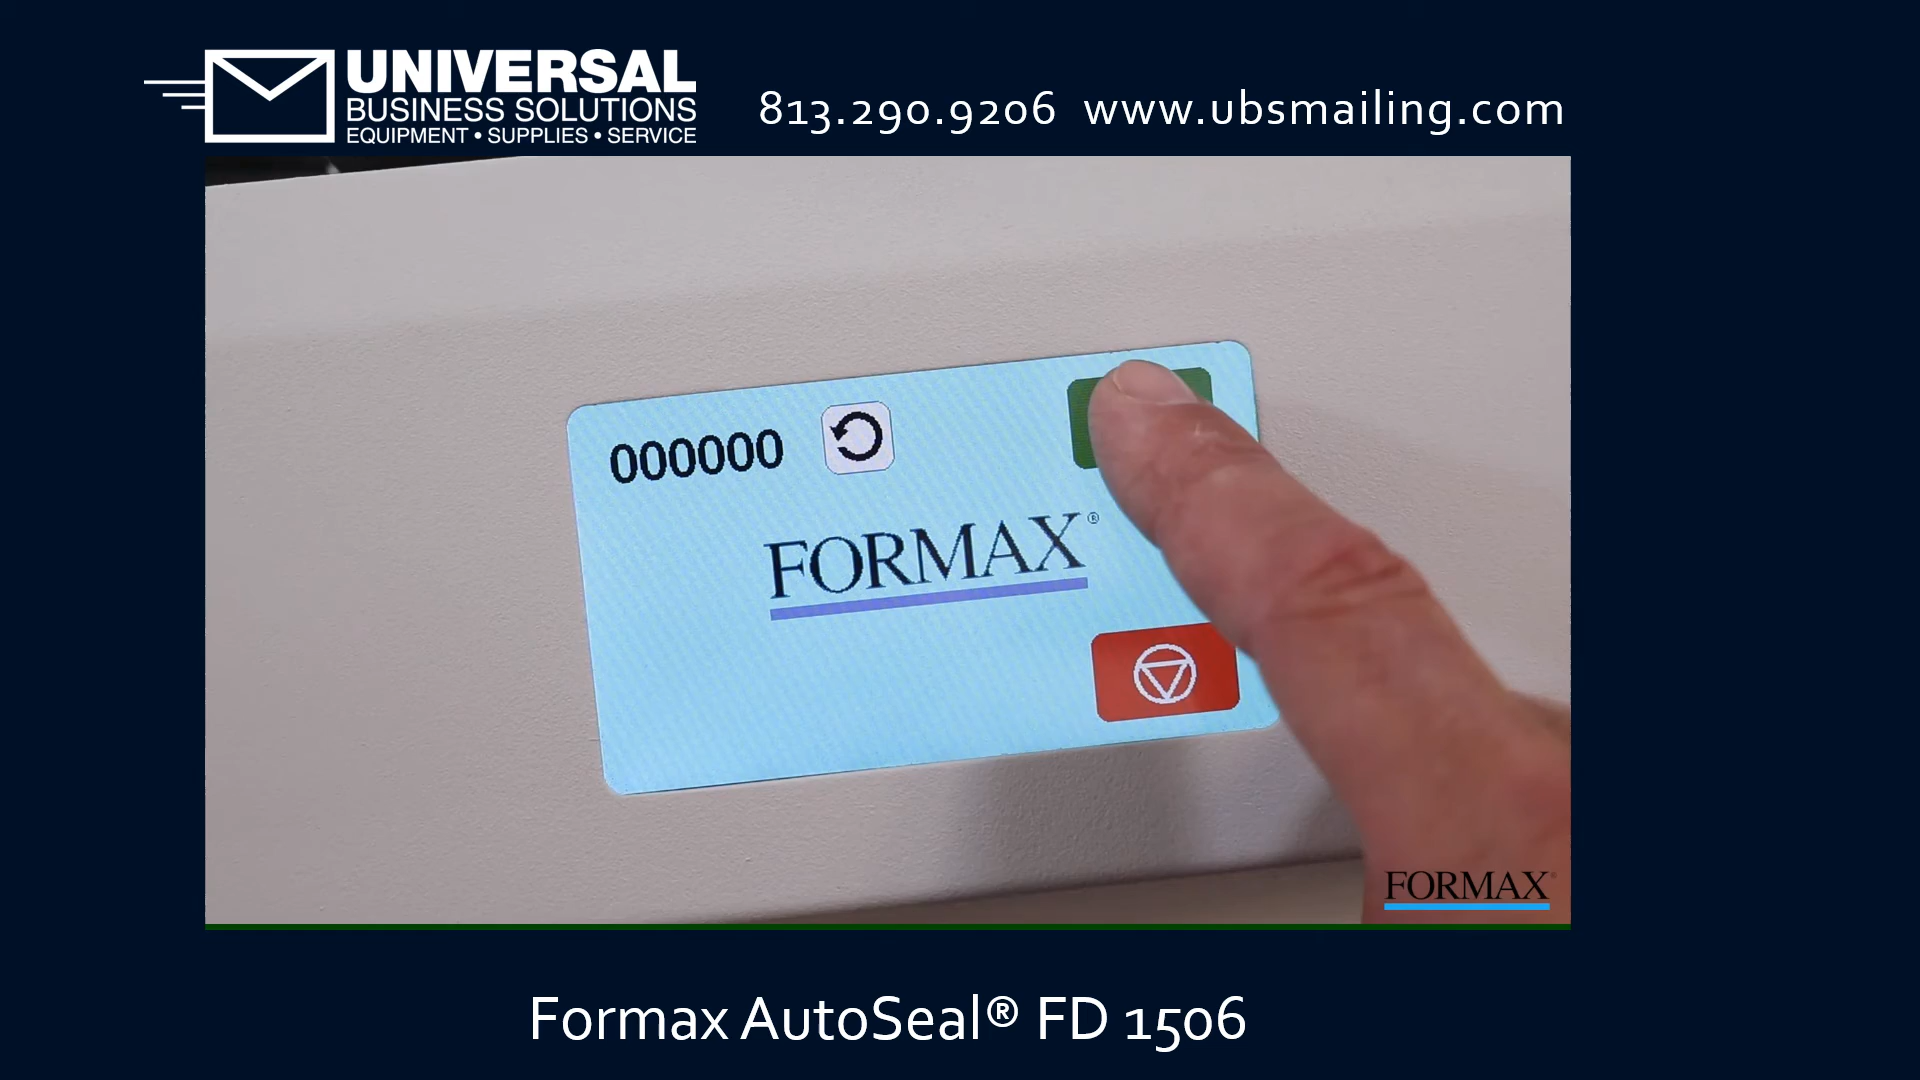 UNIVERSAL
BUSINESS SOLUTIONS
EQUIPMENT • SUPPLIES • SERVICE
813.290.9206 www.ubsmailing.com
000000
FORMAX®
FORMAX®
Formax AutoSeal® FD 1506